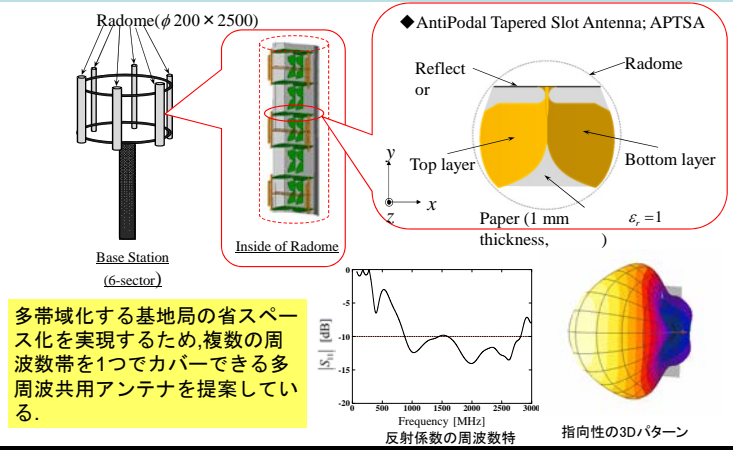 Radome(ϕ 200×2500)
◆AntiPodal Tapered Slot Antenna; APTSA
Reflect
or
Radome
Top layer
Bottom layer
y
x
z
Paper (1 mm
thickness,
εr =1
)
Base Station
(6-sector)
Inside of Radome
多帯域化する基地局の省スペー
ス化を実現するため,複数の周
波数帯を1つでカバーできる多
周波共用アンテナを提案してい
る.
|S11| [dB]
0
-5
-10
-15
-20
0 500 1000 1500 2000 2500 3000
Frequency [MHz]
反射係数の周波数特
指向性の3Dパターン